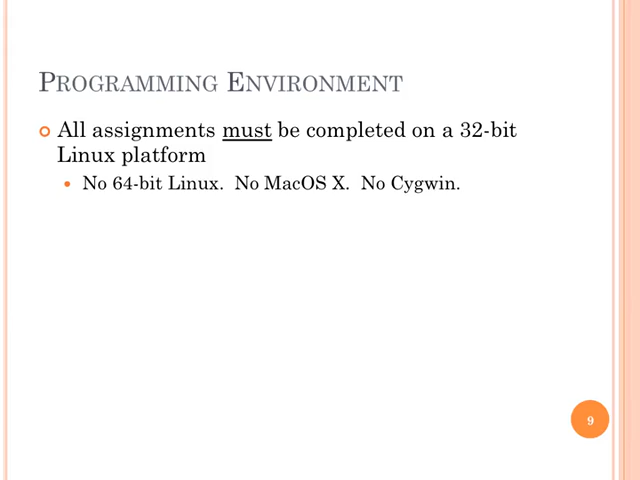 PROGRAMMING ENVIRONMENT
All assignments must be completed on a 32-bit
Linux platform
No 64-bit Linux.  No MacOS X.  No Cygwin.
9